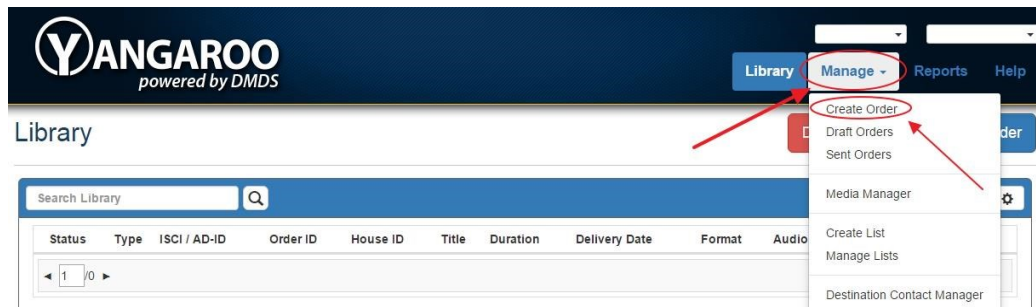 YANGAROO
powered by DMDS
Library Manage Reports Help
Create Order
Draft Orders
Sent Orders
Media Manager
Create List
Manage Lists
Destination Contact Manager
Library
Search Library
Status Type ISCI / AD-ID Order ID House ID Title Duration Delivery Date Format Audio
1 /0